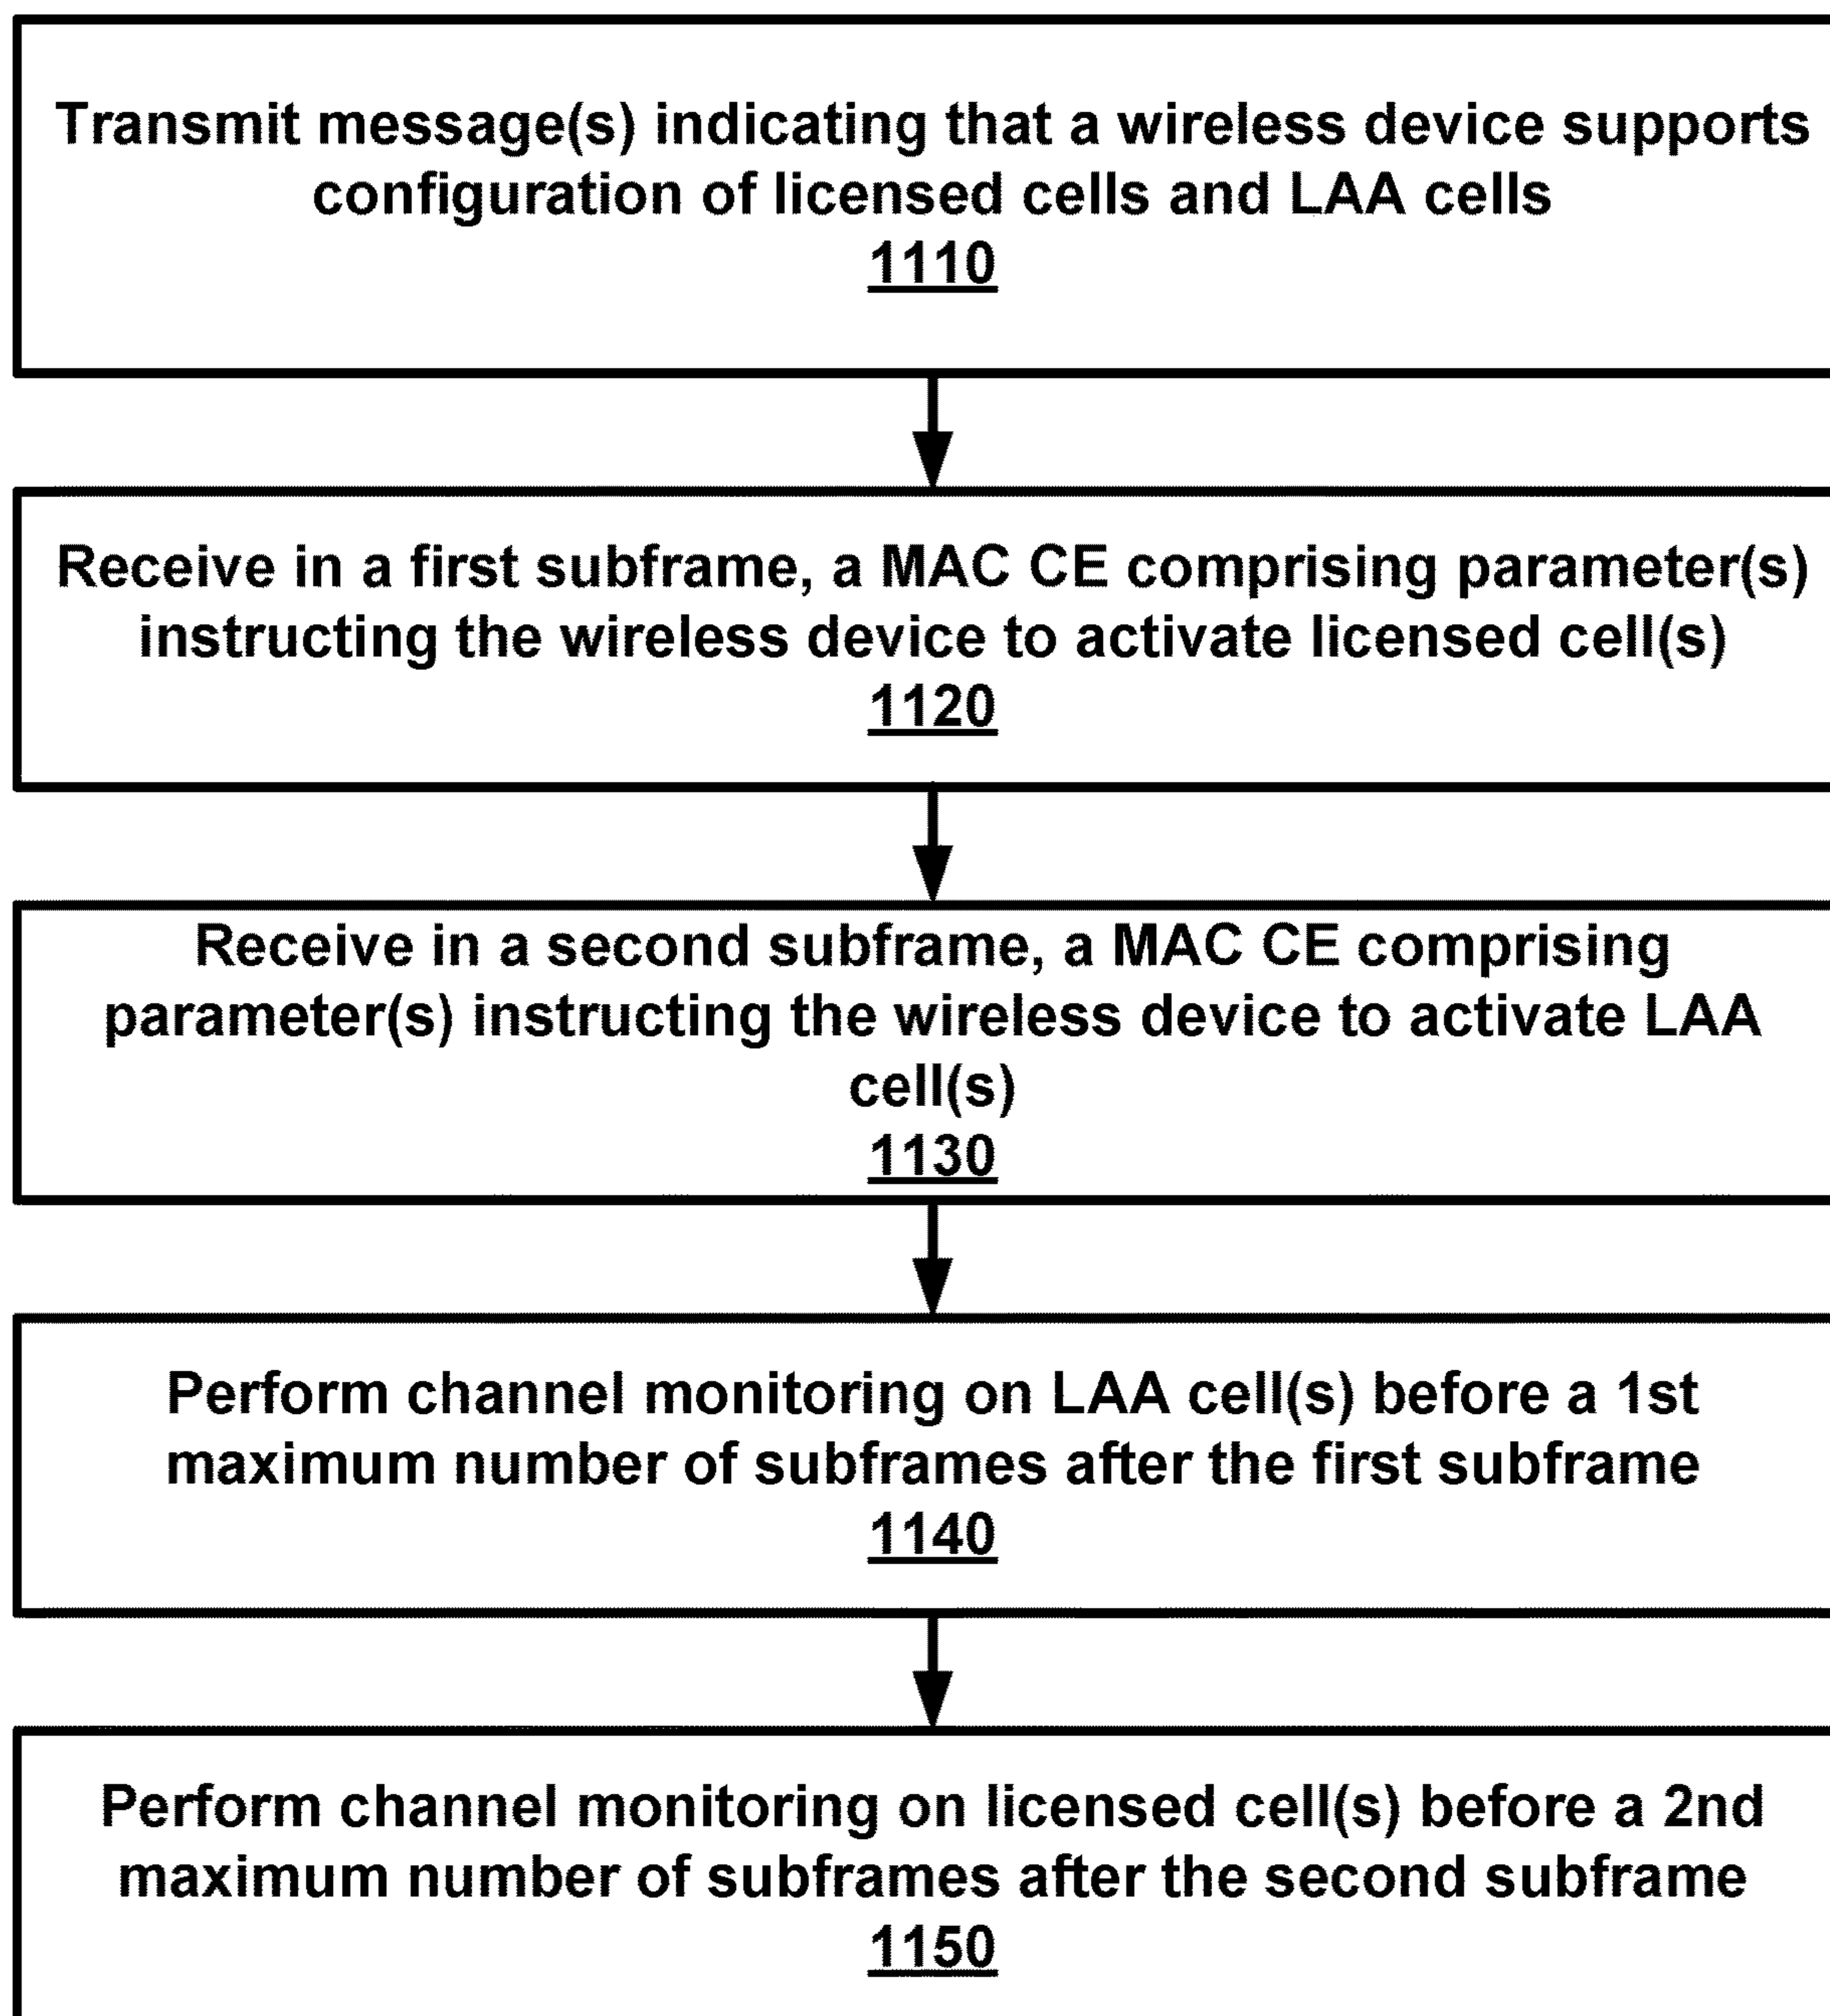 Transmit message(s) indicating that a wireless device supports
configuration of licensed cells and LAA cells
1110
Receive in a first subframe, a MAC CE comprising parameter(s)
instructing the wireless device to activate licensed cell(s)
1120
Receive in a second subframe, a MAC CE comprising
parameter(s) instructing the wireless device to activate LAA
cell(s)
1130
Perform channel monitoring on LAA cell(s) before a 1st
maximum number of subframes after the first subframe
1140
Perform channel monitoring on licensed cell(s) before a 2nd
maximum number of subframes after the second subframe
1150